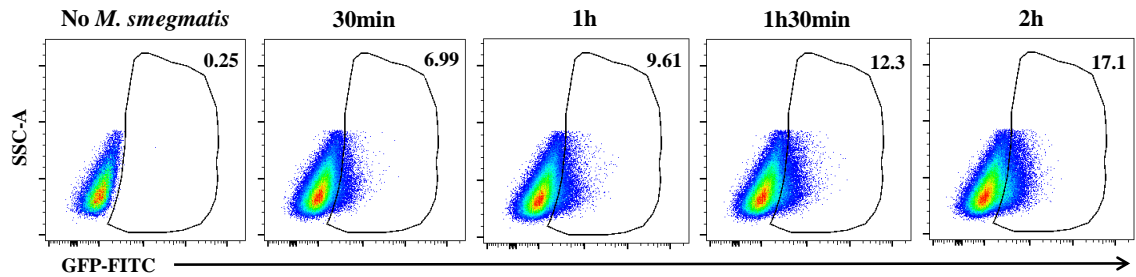 No M. smegmatis 30min 1h 1h30min 2h
0.25 6.99 9.61 12.3 17.1
SSC-A
GFP-FITC